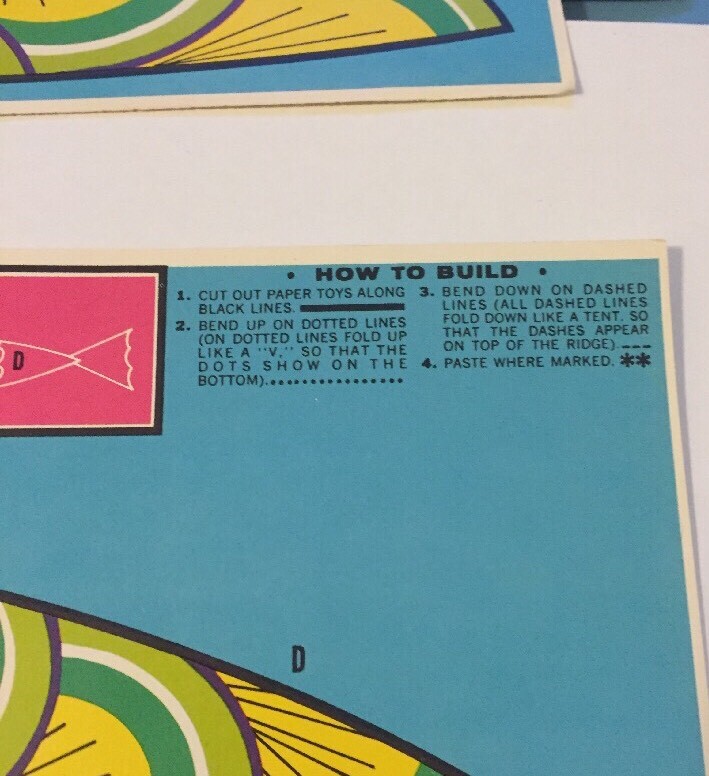 • HOW TO BUILD •
1. CUT OUT PAPER TOYS ALONG
BLACK LINES.
2. BEND UP ON DOTTED LINES
(ON DOTTED LINES FOLD UP
LIKE A "V." SO THAT THE
DOTS SHOW ON THE
BOTTOM)................
3. BEND DOWN ON DASHED
LINES (ALL DASHED LINES
FOLD DOWN LIKE A TENT. SO
THAT THE DASHES APPEAR
ON TOP OF THE RIDGE).---
4. PASTE WHERE MARKED. **
D
D